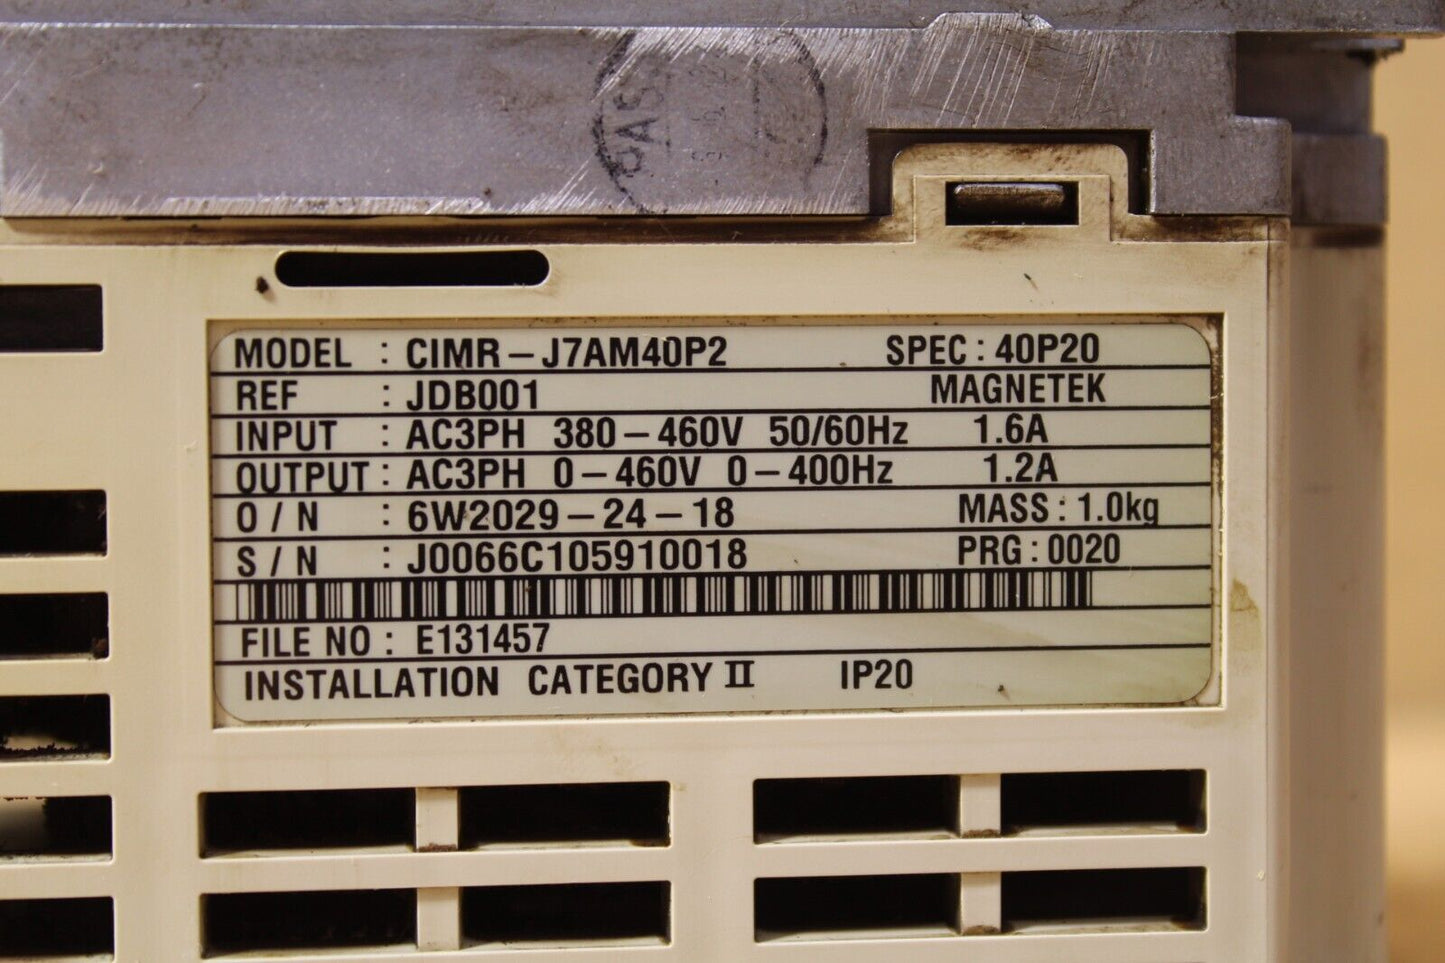 PAS
MODEL : CIMR-J7AM40P2 SPEC: 40P20
REF : JDB001 MAGNETEK
INPUT : AC3PH 380-460V 50/60Hz 1.6A
OUTPUT: AC3PH 0-460V 0-400Hz 1.2A
O / N : 6W2029-24-18 MASS: 1.0kg
S / N : J0066C105910018 PRG: 0020
FILE NO : E131457
INSTALLATION CATEGORY II IP20